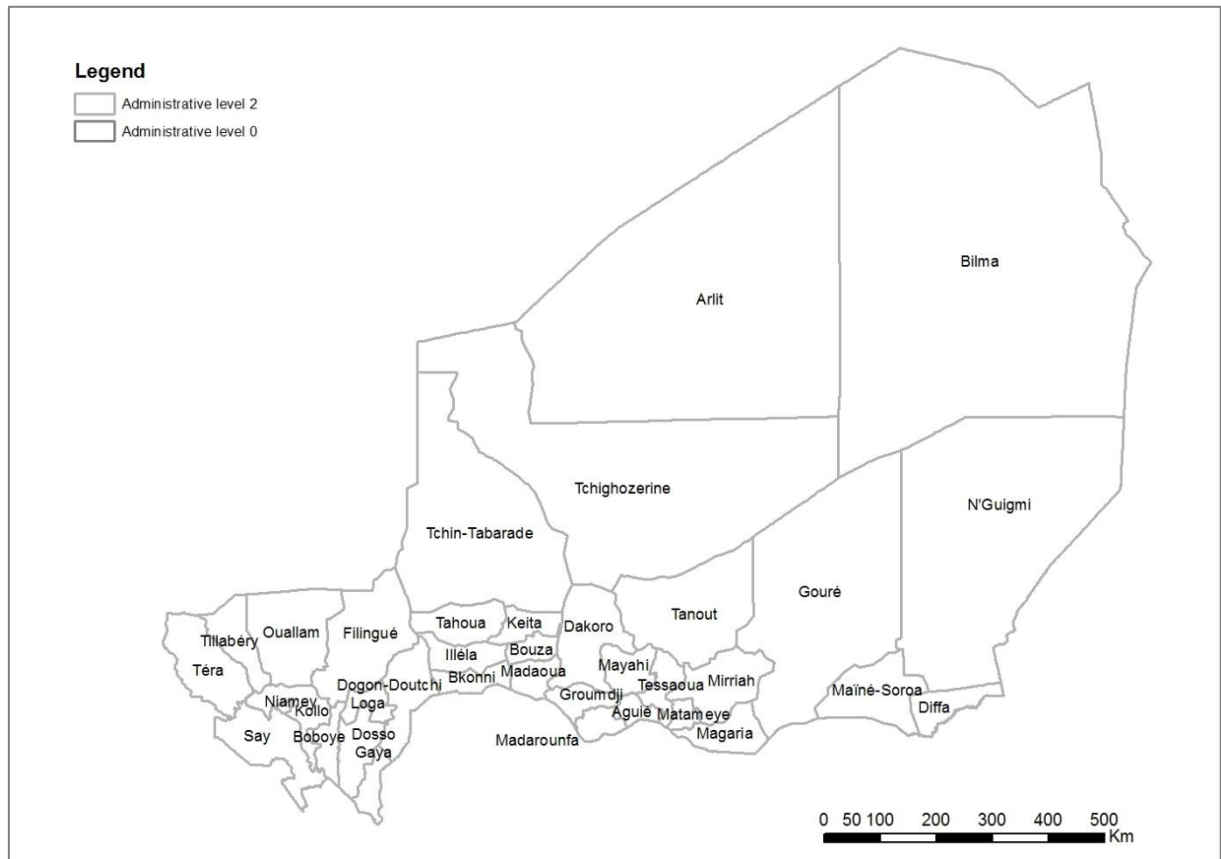 Legend
Administrative level 2
Administrative level 0
Bilma
Arlit
Tchighozerine
N'Guigmi
Tchin-Tabarade
Gouré
Tanout
Tahoua
Keita
Dakoro
Ouallam
Filingué
Tillabéry
Téra
Illéla
Bouza
Mayahi
Madaoua
Bkonni
Tessaoua
Mirriah
Dogon-Doutchi
Maïné-Soroa
Groumdji
Niamey
Loga
Kollo
Diffa
Aguié
Matameye
Say
Boboye
Dosso
Magaria
Madarounfa
Gaya
0 50 100 200 300 400 500
Km